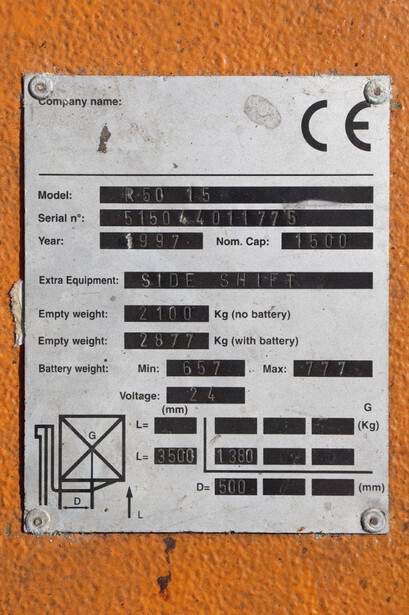 Company name:
CE
Model: R50 15
Serial n°: 515044011775
Year: 1997 Nom. Cap: 1500
Extra Equipment: SIDE SHIFT
Empty weight: 2100 Kg (no battery)
Empty weight: 2877 Kg (with battery)
Battery weight: Min: 657 Max: 777
Voltage: 24
(mm) G
L= (Kg)
G
L= 3500 1380
D= 500 (mm)
D
L